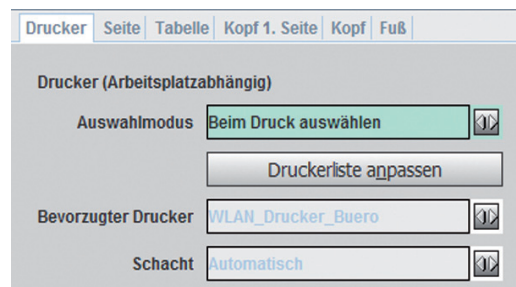 Drucker Seite Tabelle Kopf 1. Seite Kopf Fuß
Drucker (Arbeitsplatzabhängig)
Auswahlmodus Beim Druck auswählen
Druckerliste anpassen
Bevorzugter Drucker WLAN_Drucker_Buero
Schacht Automatisch